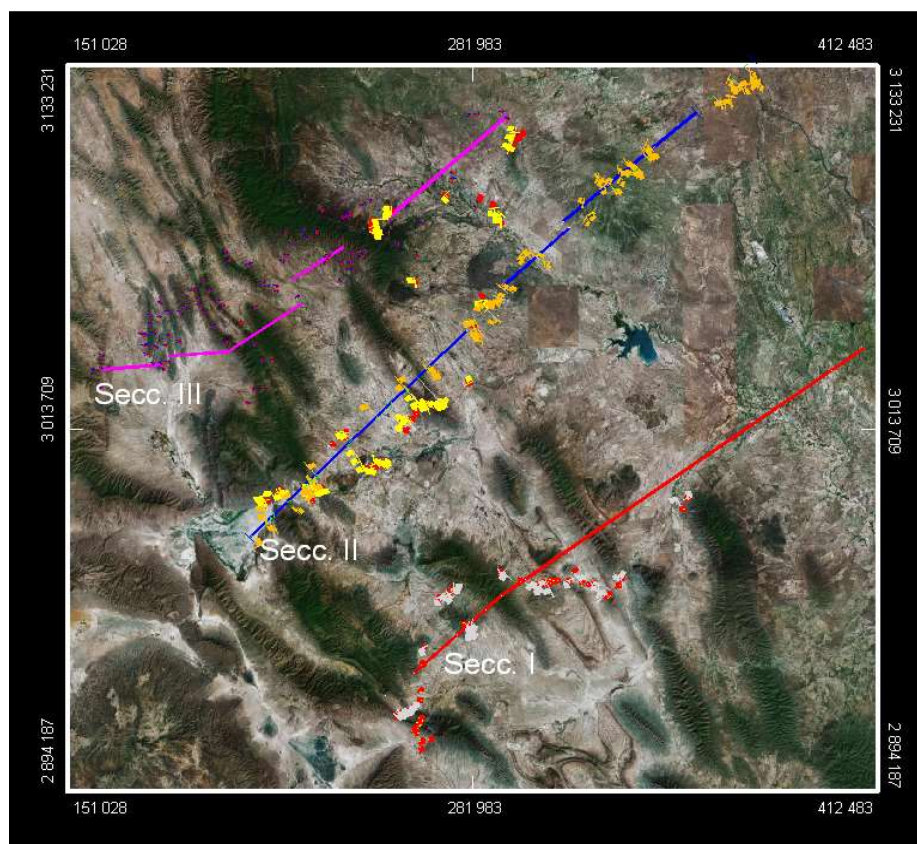 151 028 281 983 412 483
3 133 231 3 133 231
Secc. III
3 013 709 3 013 709
Secc. II
Secc. I
2 894 187 2 894 187
151 028 281 983 412 483